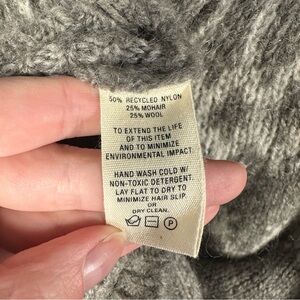 50% RECYCLED NYLON
25% MOHAIR
25% WOOL
TO EXTEND THE LIFE
OF THIS ITEM
AND TO MINIMIZE
ENVIRONMENTAL IMPACT:
HAND WASH COLD W/
NON-TOXIC DETERGENT.
LAY FLAT TO DRY TO
MINIMIZE HAIR SLIP.
OR
DRY CLEAN.
P